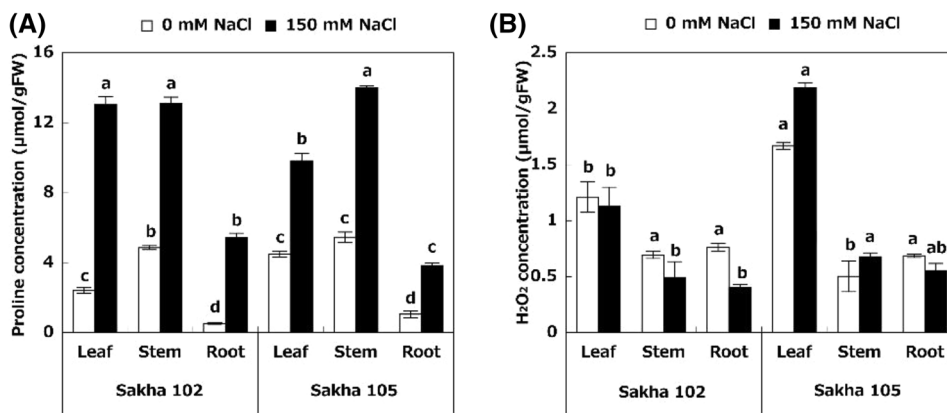 (A)
0 mM NaCl 150 mM NaCl
Proline concentration (µmol/gFW)
16
12
8
4
0
c a b a d b c b c a d c
Leaf Stem Root Leaf Stem Root
Sakha 102 Sakha 105
(B)
0 mM NaCl 150 mM NaCl
H₂O₂ concentration (µmol/gFW)
2.5
2
1.5
1
0.5
0
b b a b a b a a b a a ab
Leaf Stem Root Leaf Stem Root
Sakha 102 Sakha 105